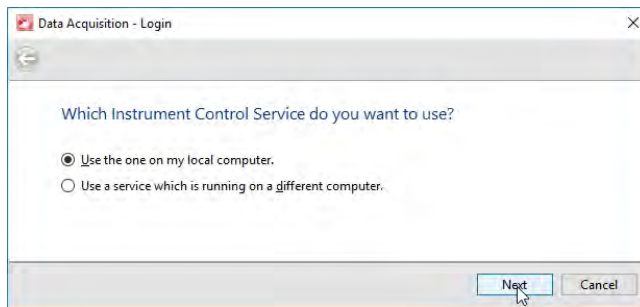 Data Acquisition - Login
Which Instrument Control Service do you want to use?
Use the one on my local computer.
Use a service which is running on a different computer.
Next Cancel